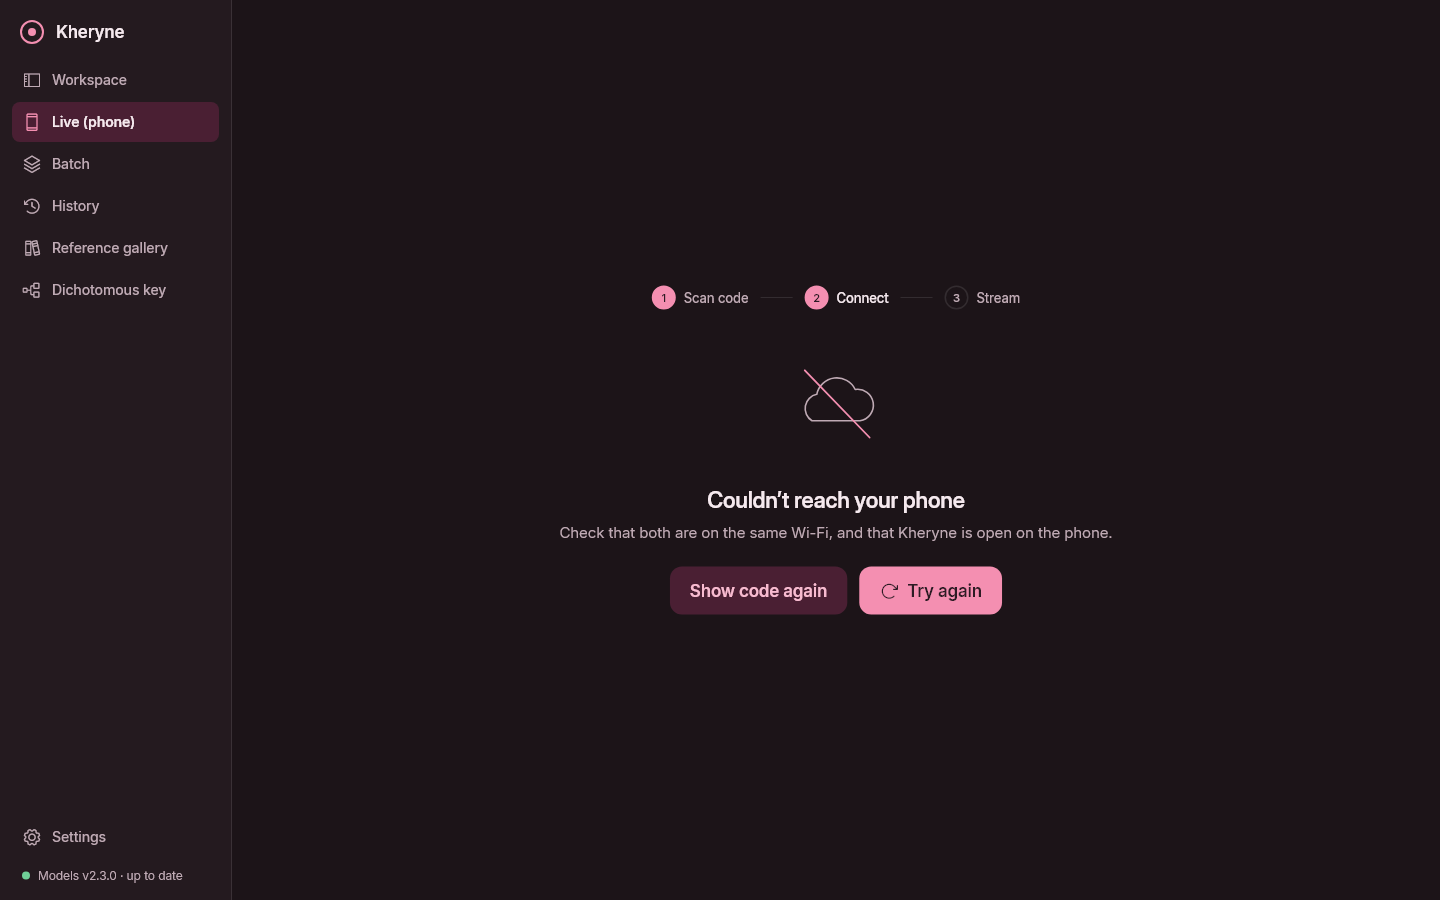 Kheryne
Workspace
Live (phone)
Batch
History
Reference gallery
Dichotomous key
1 Scan code 2 Connect 3 Stream
Couldn’t reach your phone
Check that both are on the same Wi-Fi, and that Kheryne is open on the phone.
Show code again Try again
Settings
Models v2.3.0 · up to date